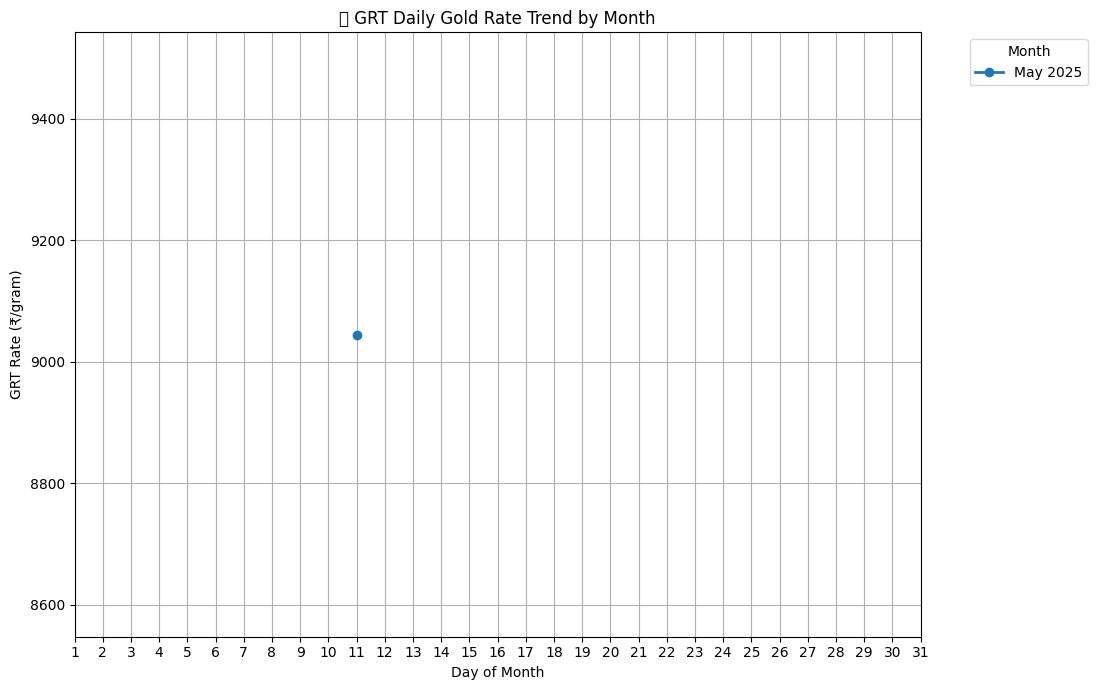 GRT Daily Gold Rate Trend by Month
Month
May 2025
9400
9200
9000
8800
8600
GRT Rate (₹/gram)
1 2 3 4 5 6 7 8 9 10 11 12 13 14 15 16 17 18 19 20 21 22 23 24 25 26 27 28 29 30 31
Day of Month